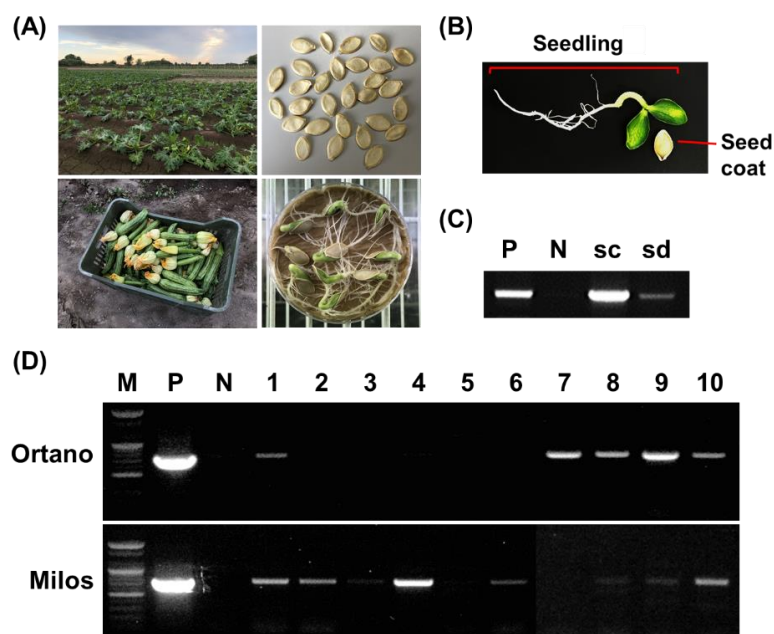 (A)
(B)
Seedling
Seed
coat
(C)
P N sc sd
(D)
M P N 1 2 3 4 5 6 7 8 9 10
Ortano
Milos